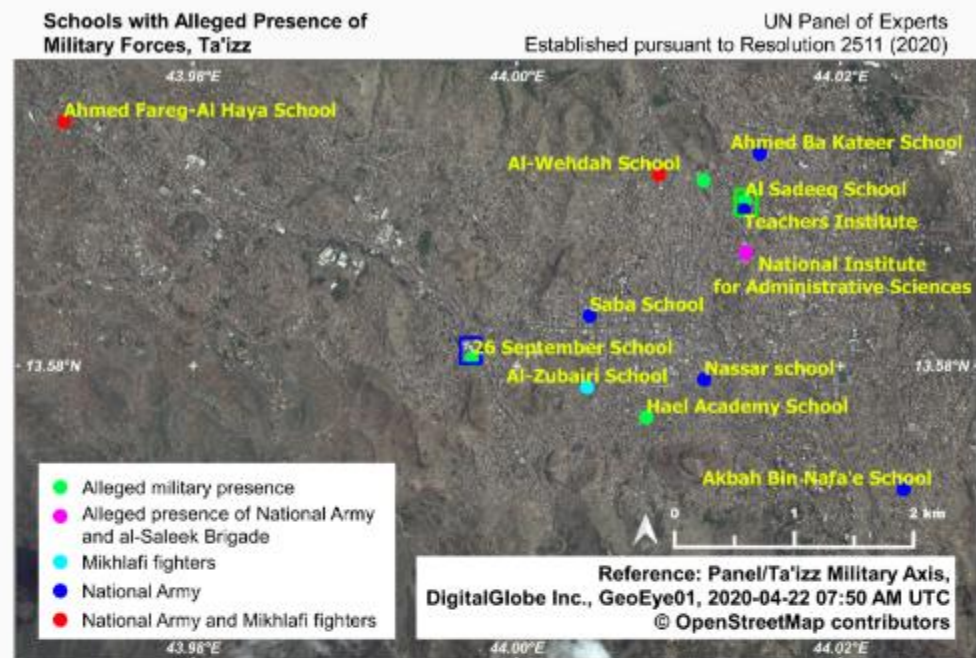 Schools with Alleged Presence of
Military Forces, Ta'izz
UN Panel of Experts
Established pursuant to Resolution 2511 (2020)
43.98°E
44.00°E
44.02°E
Ahmed Fareg-Al Haya School
Ahmed Ba Kateer School
Al-Wehdah School
Al Sadeeq School
Teachers Institute
National Institute
for Administrative Sciences
Saba School
26 September School
13.58°N
13.58°N
Al-Zubairi School
Nassar school
Hael Academy School
Akbah Bin Nafa'e School
0 1 2 km
Alleged military presence
Alleged presence of National Army
and al-Saleek Brigade
Mikhlafi fighters
National Army
National Army and Mikhlafi fighters
Reference: Panel/Ta'izz Military Axis,
DigitalGlobe Inc., GeoEye01, 2020-04-22 07:50 AM UTC
© OpenStreetMap contributors
43.98°E
44.00°E
44.02°E